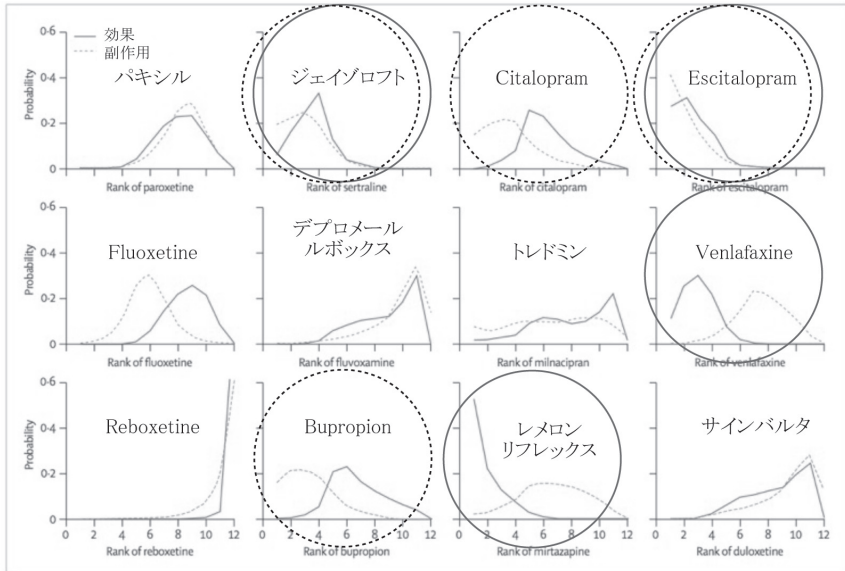 効果
副作用
パキシル
ジェイゾロフト
Citalopram
Escitalopram
Probability
0·6
0·4
0·2
0
Rank of paroxetine
Rank of sertraline
Rank of citalopram
Rank of escitalopram
Fluoxetine
デプロメール
ルボックス
トレドミン
Venlafaxine
Probability
0·6
0·4
0·2
0
Rank of fluoxetine
Rank of fluvoxamine
Rank of milnacipran
Rank of venlafaxine
Reboxetine
Bupropion
レメロン
リフレックス
サインバルタ
Probability
0·6
0·4
0·2
0
0 2 4 6 8 10 12
0 2 4 6 8 10 12
0 2 4 6 8 10 12
0 2 4 6 8 10 12
Rank of reboxetine
Rank of bupropion
Rank of mirtazapine
Rank of duloxetine